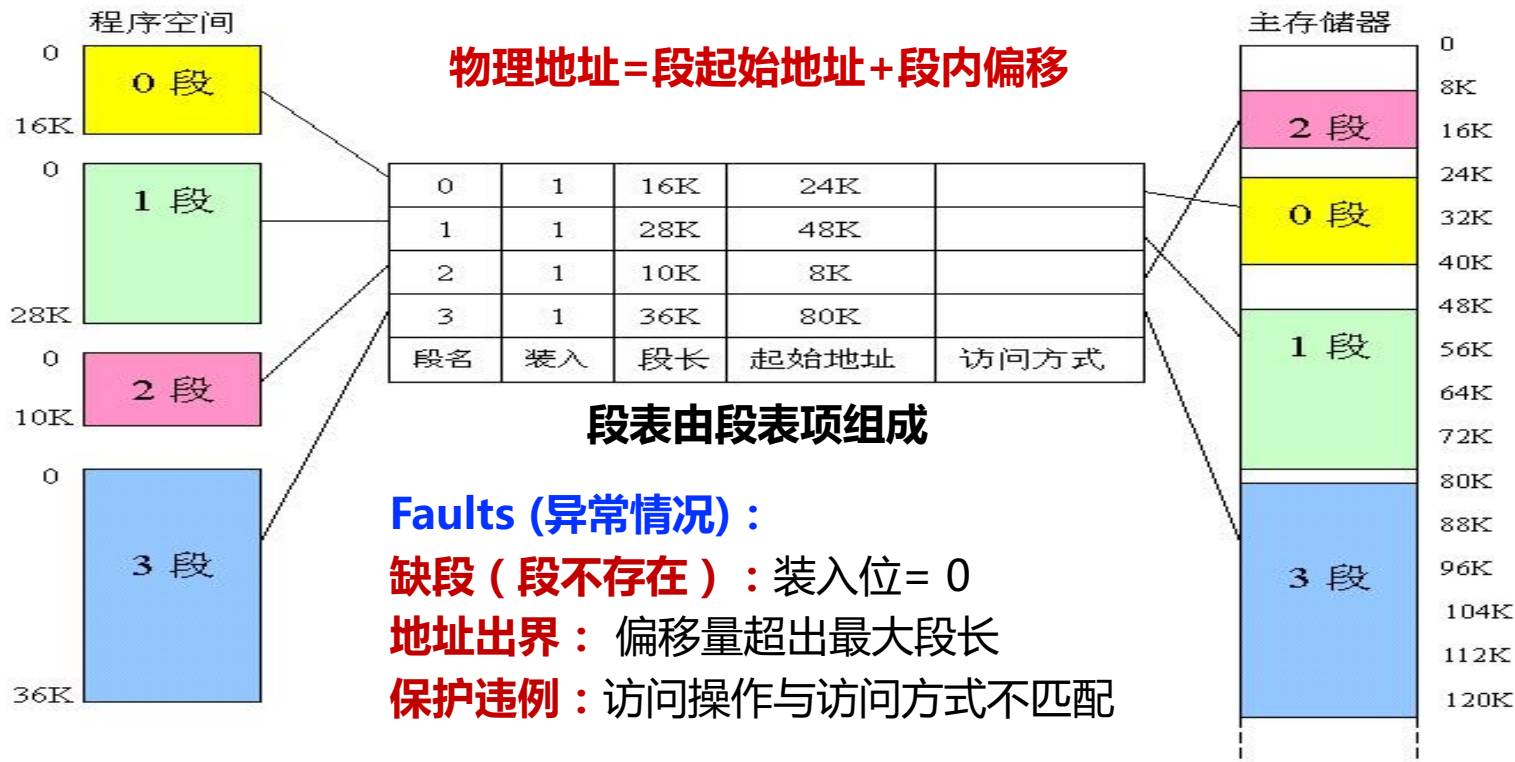 程序空间
主存储器
物理地址=段起始地址+段内偏移
0
0 段
16K
0
1 段
28K
0
2 段
10K
0
3 段
36K
0 1 16K 24K
1 1 28K 48K
2 1 10K 8K
3 1 36K 80K
段名 装入 段长 起始地址 访问方式
段表由段表项组成
Faults (异常情况)：
缺段（段不存在）：装入位= 0
地址出界： 偏移量超出最大段长
保护违例：访问操作与访问方式不匹配
2 段
0 段
1 段
3 段
0
8K
16K
24K
32K
40K
48K
56K
64K
72K
80K
88K
96K
104K
112K
120K